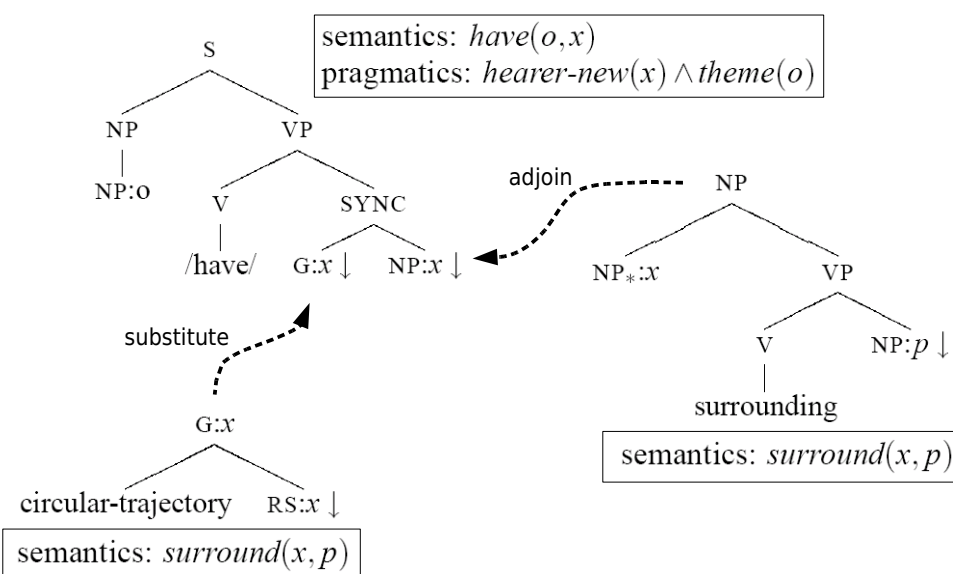 semantics: have(o, x)
pragmatics: hearer-new(x) ∧ theme(o)
S
NP VP
NP:o
V SYNC
/have/ G:x ↓ NP:x ↓
adjoin
NP
NP*:x VP
V NP:p ↓
surrounding
semantics: surround(x, p)
substitute
G:x
circular-trajectory RS:x ↓
semantics: surround(x, p)